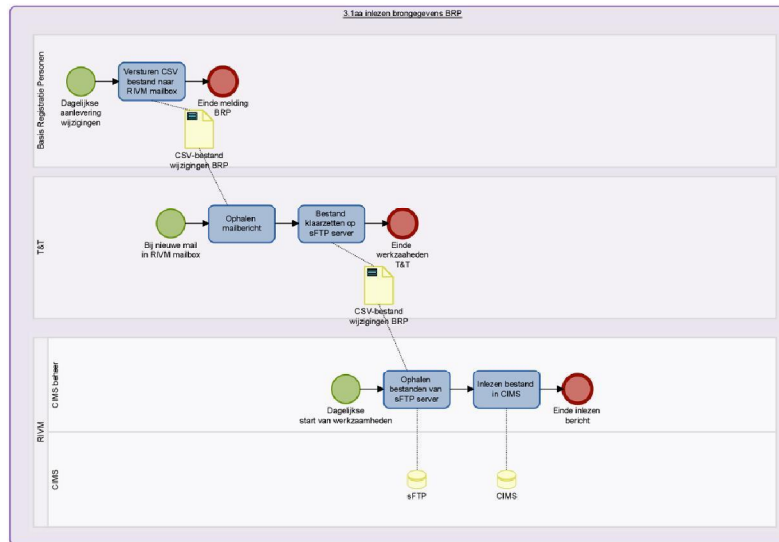 3.1aa inlezen brongegevens BRP
Basis Registratie Personen
Dagelijkse
aanlevering
wijzigingen
Versturen CSV
bestand naar
RIVM mailbox
Einde melding
BRP
CSV-bestand
wijzigingen BRP
T&T
Bij nieuwe mail
in RIVM mailbox
Ophalen
mailbericht
Bestand
klaarzetten op
sFTP server
Einde
werkzaaheden
T&T
CSV-bestand
wijzigingen BRP
RIVM
CIMS beheer
Dagelijkse
start van werkzaamheden
Ophalen
bestanden van
sFTP server
Inlezen bestand
in CIMS
Einde inlezen
bericht
CIMS
sFTP
CIMS